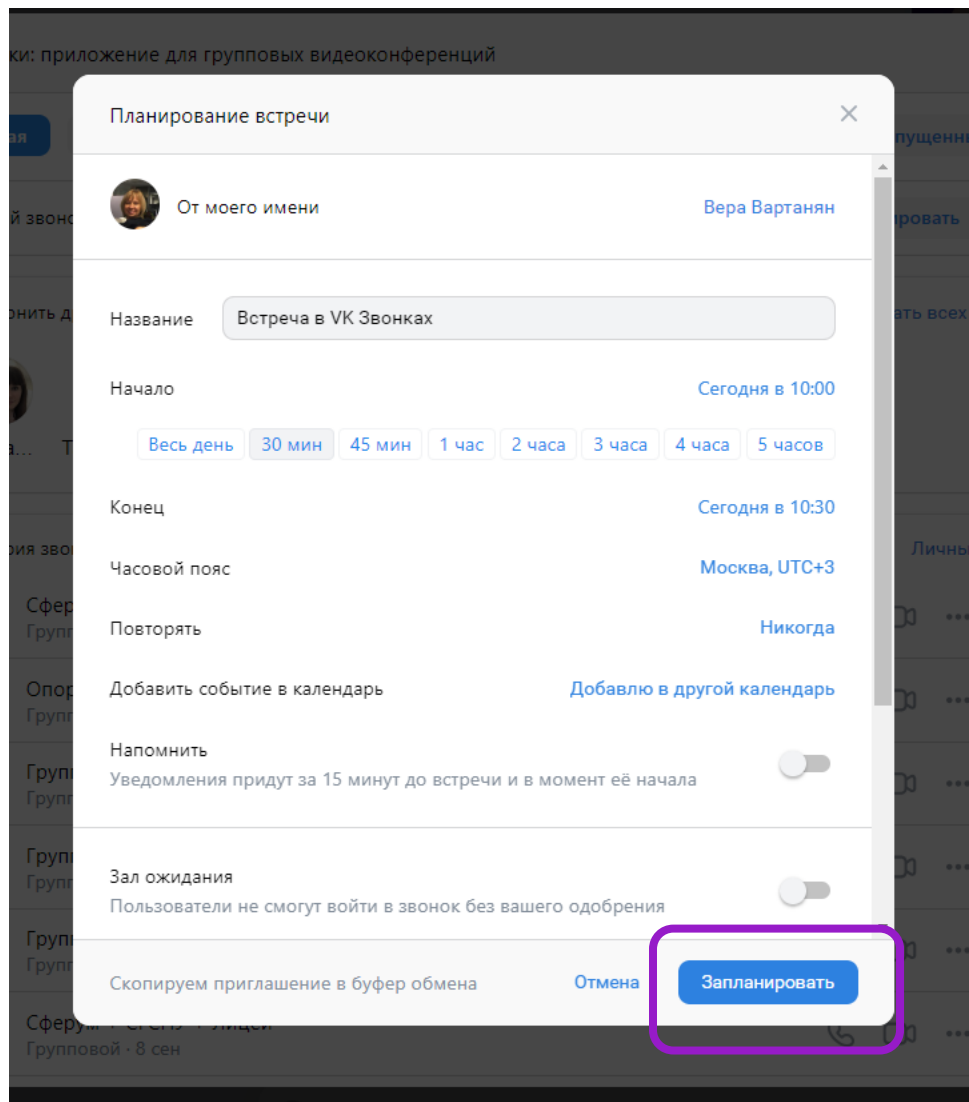 ки: приложение для групповых видеоконференций
Планирование встречи
От моего имени Вера Вартанян
Название Встреча в VK Звонках
Начало Сегодня в 10:00
Весь день 30 мин 45 мин 1 час 2 часа 3 часа 4 часа 5 часов
Конец Сегодня в 10:30
Часовой пояс Москва, UTC+3
Повторять Никогда
Добавить событие в календарь Добавлю в другой календарь
Напомнить
Уведомления придут за 15 минут до встречи и в момент её начала
Зал ожидания
Пользователи не смогут войти в звонок без вашего одобрения
Скопируем приглашение в буфер обмена Отмена Запланировать
Групповой · 8 сен